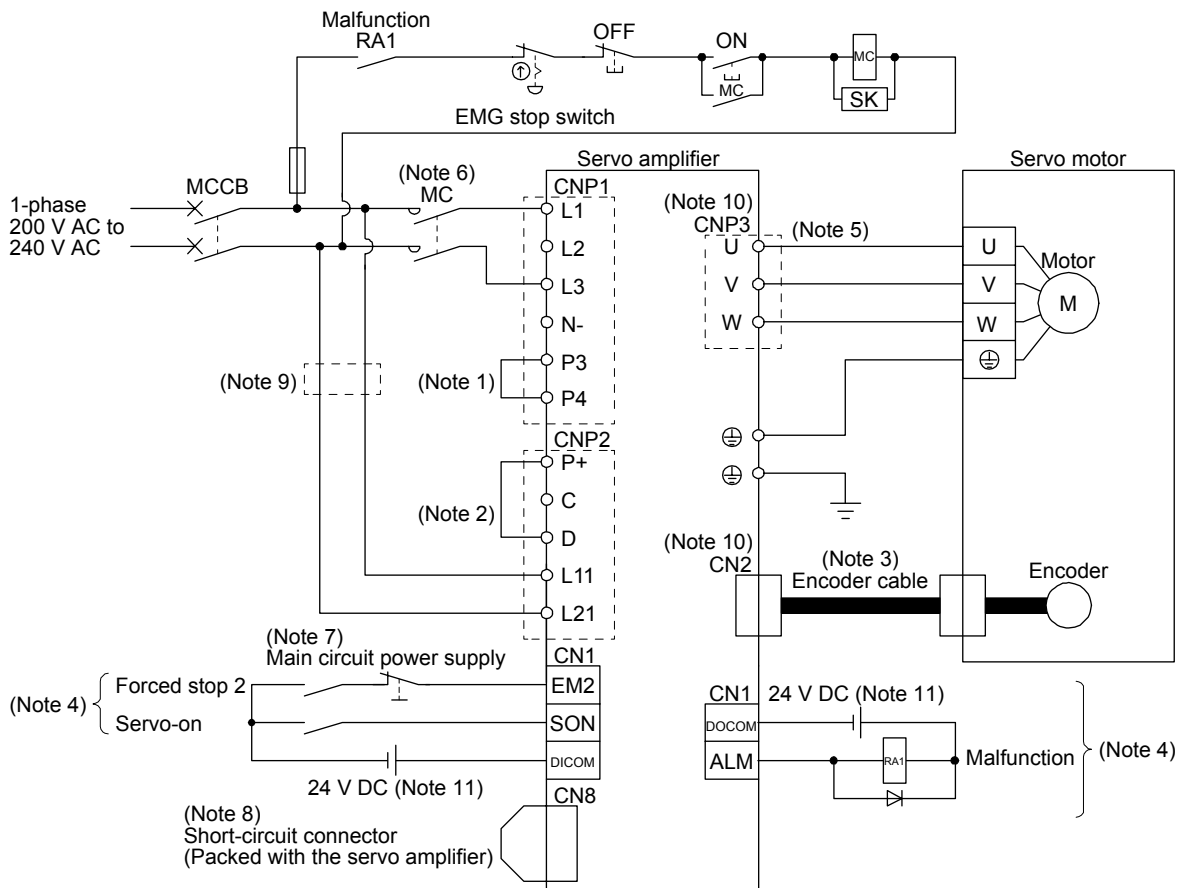 Malfunction
RA1
OFF
ON
MC
MC
SK
EMG stop switch
Servo amplifier
Servo motor
1-phase
200 V AC to
240 V AC
MCCB
(Note 6)
MC
CNP1
L1
L2
L3
N-
P3
P4
(Note 9)
(Note 1)
(Note 10)
CNP3
U
V
W
(Note 5)
U
V
W
Motor
M
CNP2
P+
C
D
L11
L21
(Note 2)
(Note 10)
CN2
(Note 3)
Encoder cable
Encoder
(Note 7)
Main circuit power supply
(Note 4)
Forced stop 2
Servo-on
CN1
EM2
SON
DICOM
24 V DC (Note 11)
CN1
DOCOM
ALM
24 V DC (Note 11)
RA1
Malfunction
(Note 4)
(Note 8)
Short-circuit connector
(Packed with the servo amplifier)
CN8